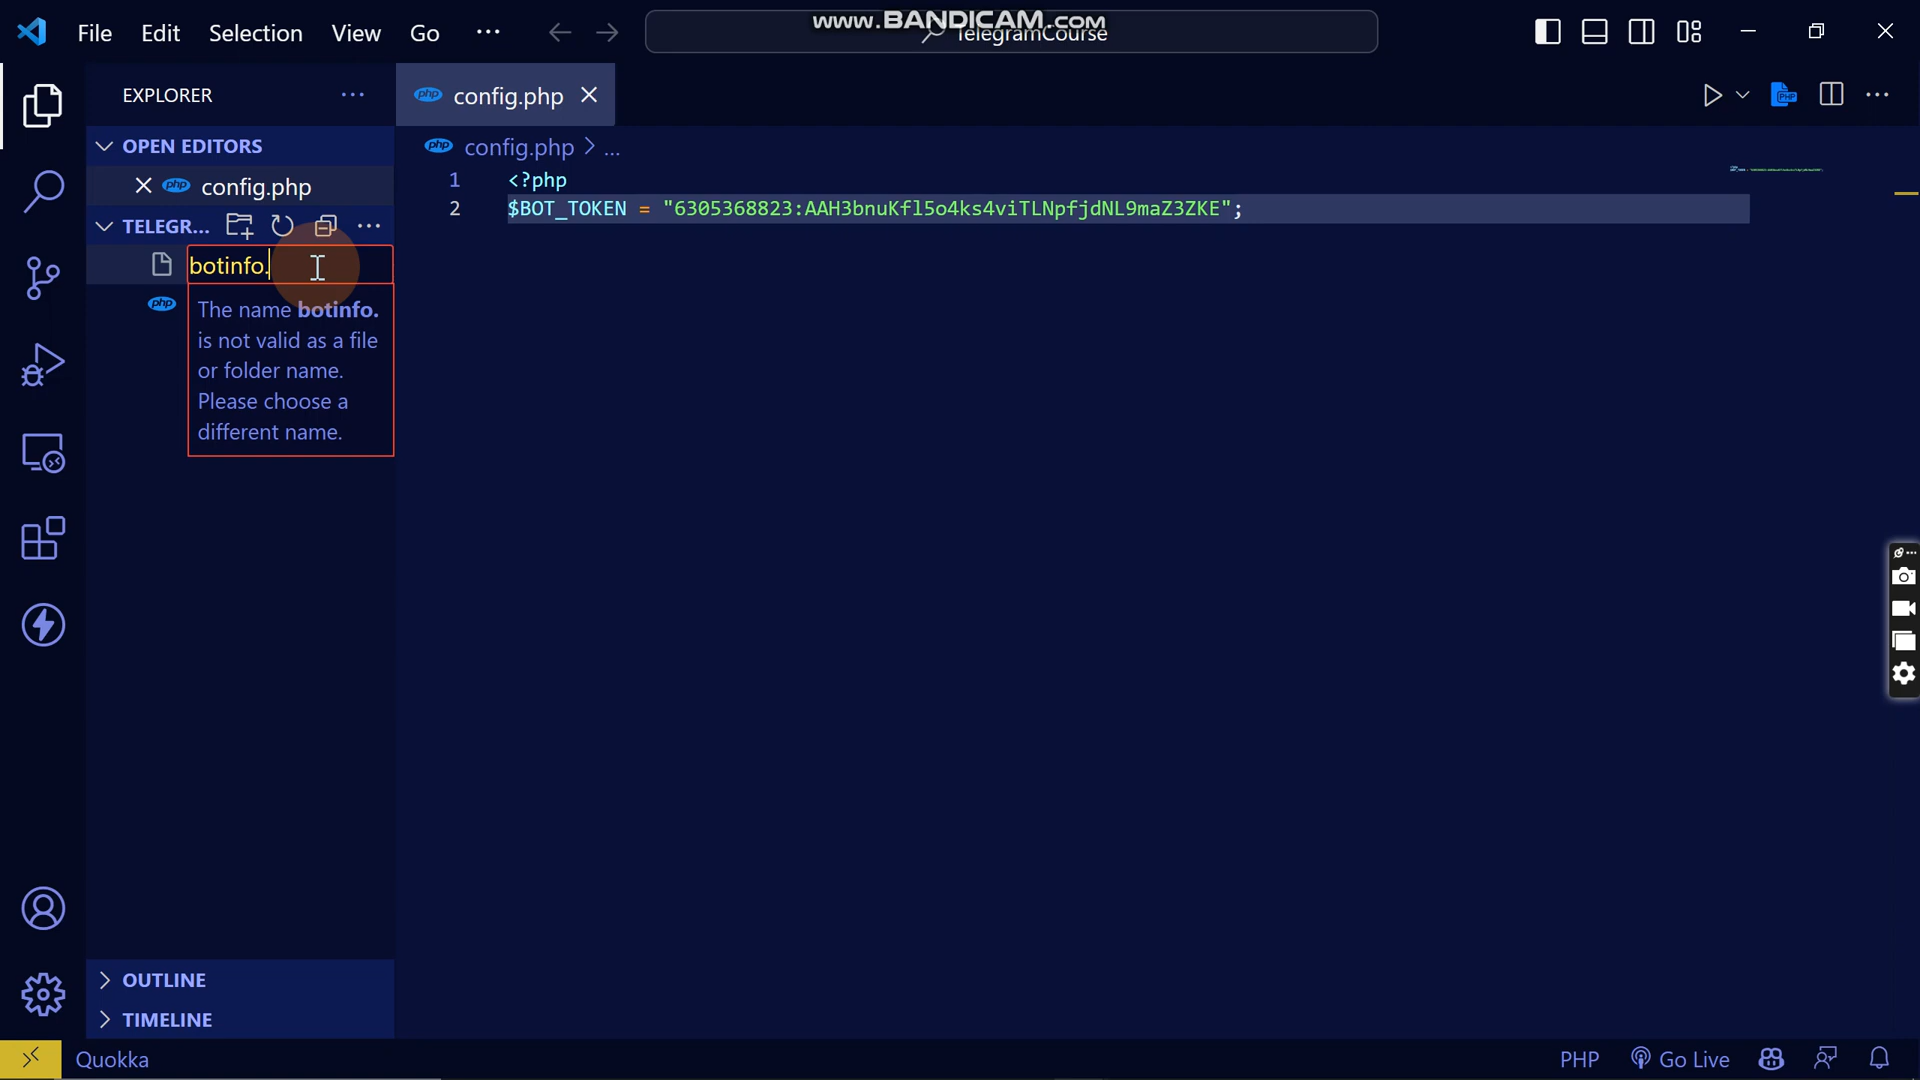 File Edit Selection View Go ...
www.BANDICAM.com
TelegramCourse
EXPLORER
config.php
OPEN EDITORS
config.php
config.php > ...
TELEGR...
1 <?php
2 $BOT_TOKEN = "6305368823:AAH3bnuKfl5o4ks4viTLNpfjdNL9maZ3ZKE";
botinfo.
The name botinfo.
is not valid as a file
or folder name.
Please choose a
different name.
OUTLINE
TIMELINE
Quokka
PHP
Go Live